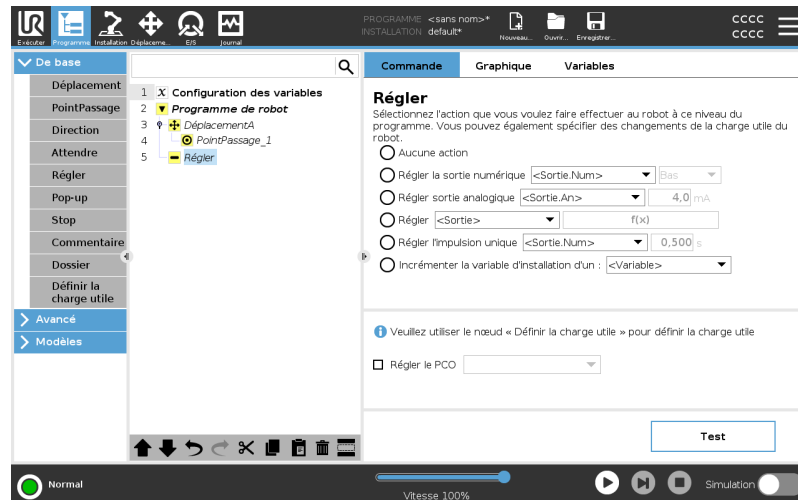 PROGRAMME <sans nom>*
INSTALLATION default*
CCCC
CCCC
Exécuter Programme Installation Déplaceme... E/S Journal
Nouveau... Ouvrir... Enregistrer...
De base
Déplacement
PointPassage
Direction
Attendre
Régler
Pop-up
Stop
Commentaire
Dossier
Définir la
charge utile
Avancé
Modèles
1 X Configuration des variables
2 Programme de robot
3 DéplacementA
4 PointPassage_1
5 Régler
Commande Graphique Variables
Régler
Sélectionnez l'action que vous voulez faire effectuer au robot à ce niveau du
programme. Vous pouvez également spécifier des changements de la charge utile du
robot.
Aucune action
Régler la sortie numérique <Sortie.Num> Bas
Régler sortie analogique <Sortie.An> 4,0 mA
Régler <Sortie> f(x)
Régler l'impulsion unique <Sortie.Num> 0,500 s
Incrémenter la variable d'installation d'un : <Variable>
Veuillez utiliser le nœud « Définir la charge utile » pour définir la charge utile
Régler le PCO
Test
Normal
Vitesse 100%
Simulation